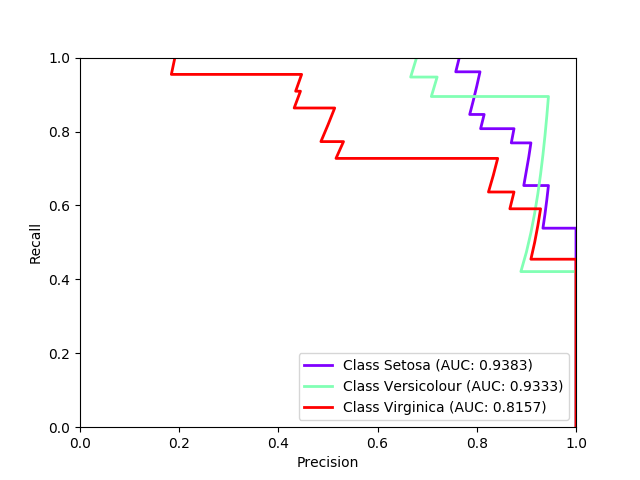 1.0
0.8
0.6
0.4
0.2
0.0
Recall
Class Setosa (AUC: 0.9383)
Class Versicolour (AUC: 0.9333)
Class Virginica (AUC: 0.8157)
0.0 0.2 0.4 0.6 0.8 1.0
Precision